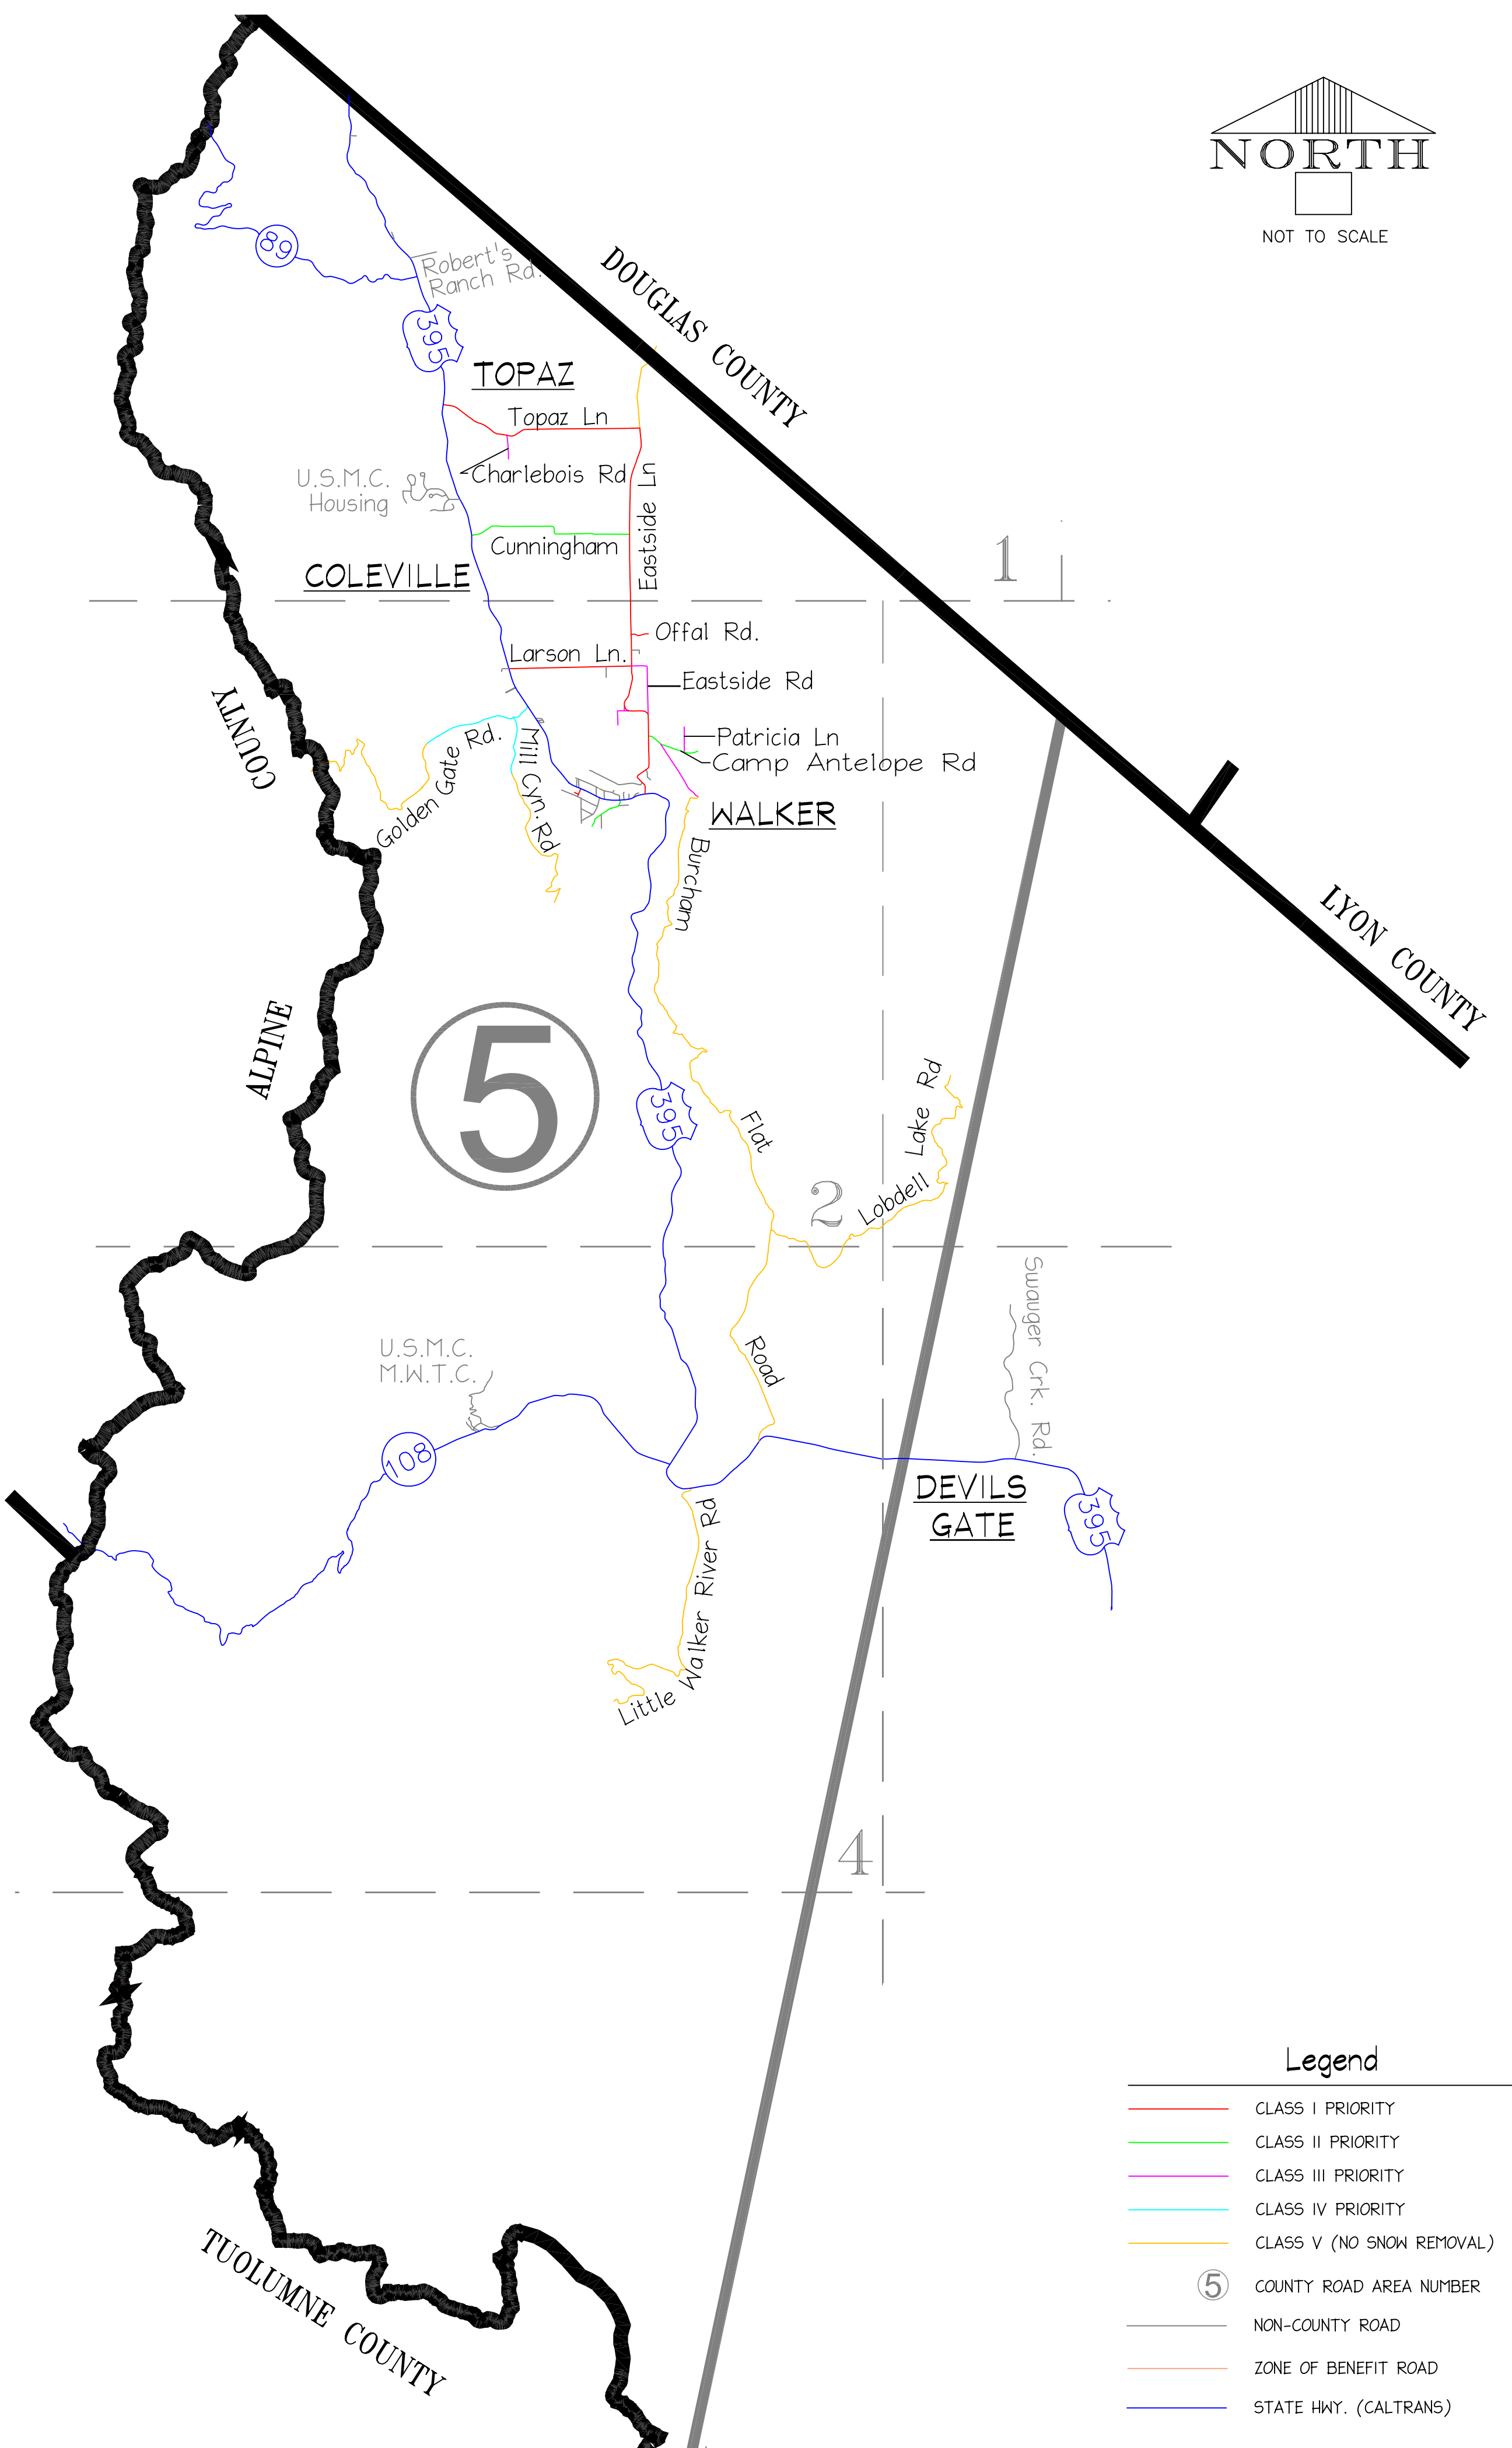 NORTH
NOT TO SCALE
89
Robert's
Ranch Rd.
DOUGLAS COUNTY
395
TOPAZ
Topaz Ln
Charlebois Rd
U.S.M.C.
Housing
Eastside Ln
Cunningham
1
COLEVILLE
Offal Rd.
Larson Ln.
Eastside Rd
COUNTY
Patricia Ln
Camp Antelope Rd
Golden Gate Rd.
Mill Cyn. Rd
WALKER
Burcham
LYON COUNTY
ALPINE
5
395
Flat
Lobdell Lake Rd
2
Swauger Crk. Rd.
U.S.M.C.
M.W.T.C.
Road
108
DEVILS
GATE
395
Little Walker River Rd
4
TUOLUMNE COUNTY
Legend
CLASS I PRIORITY
CLASS II PRIORITY
CLASS III PRIORITY
CLASS IV PRIORITY
CLASS V (NO SNOW REMOVAL)
5 COUNTY ROAD AREA NUMBER
NON-COUNTY ROAD
ZONE OF BENEFIT ROAD
STATE HWY. (CALTRANS)